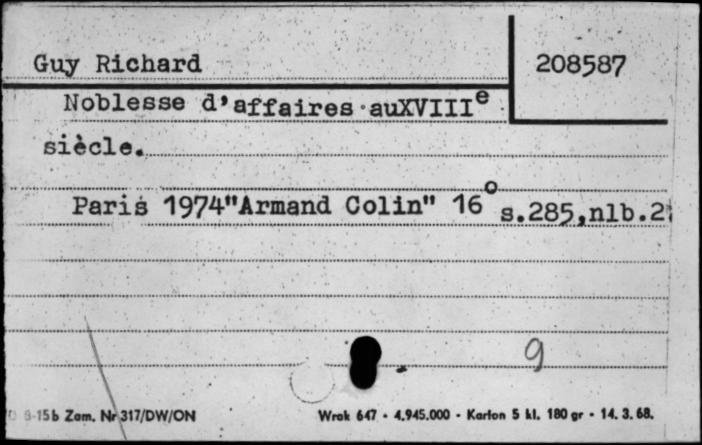 Guy Richard
208587
Noblesse d'affaires auXVIIIe
siècle.
Paris 1974"Armand Colin" 16o s.285,nlb.2
9
8-15b Zam. Nr 317/DW/ON Wrok 647 - 4.945.000 - Karton 5 kl. 180 gr - 14. 3. 68.